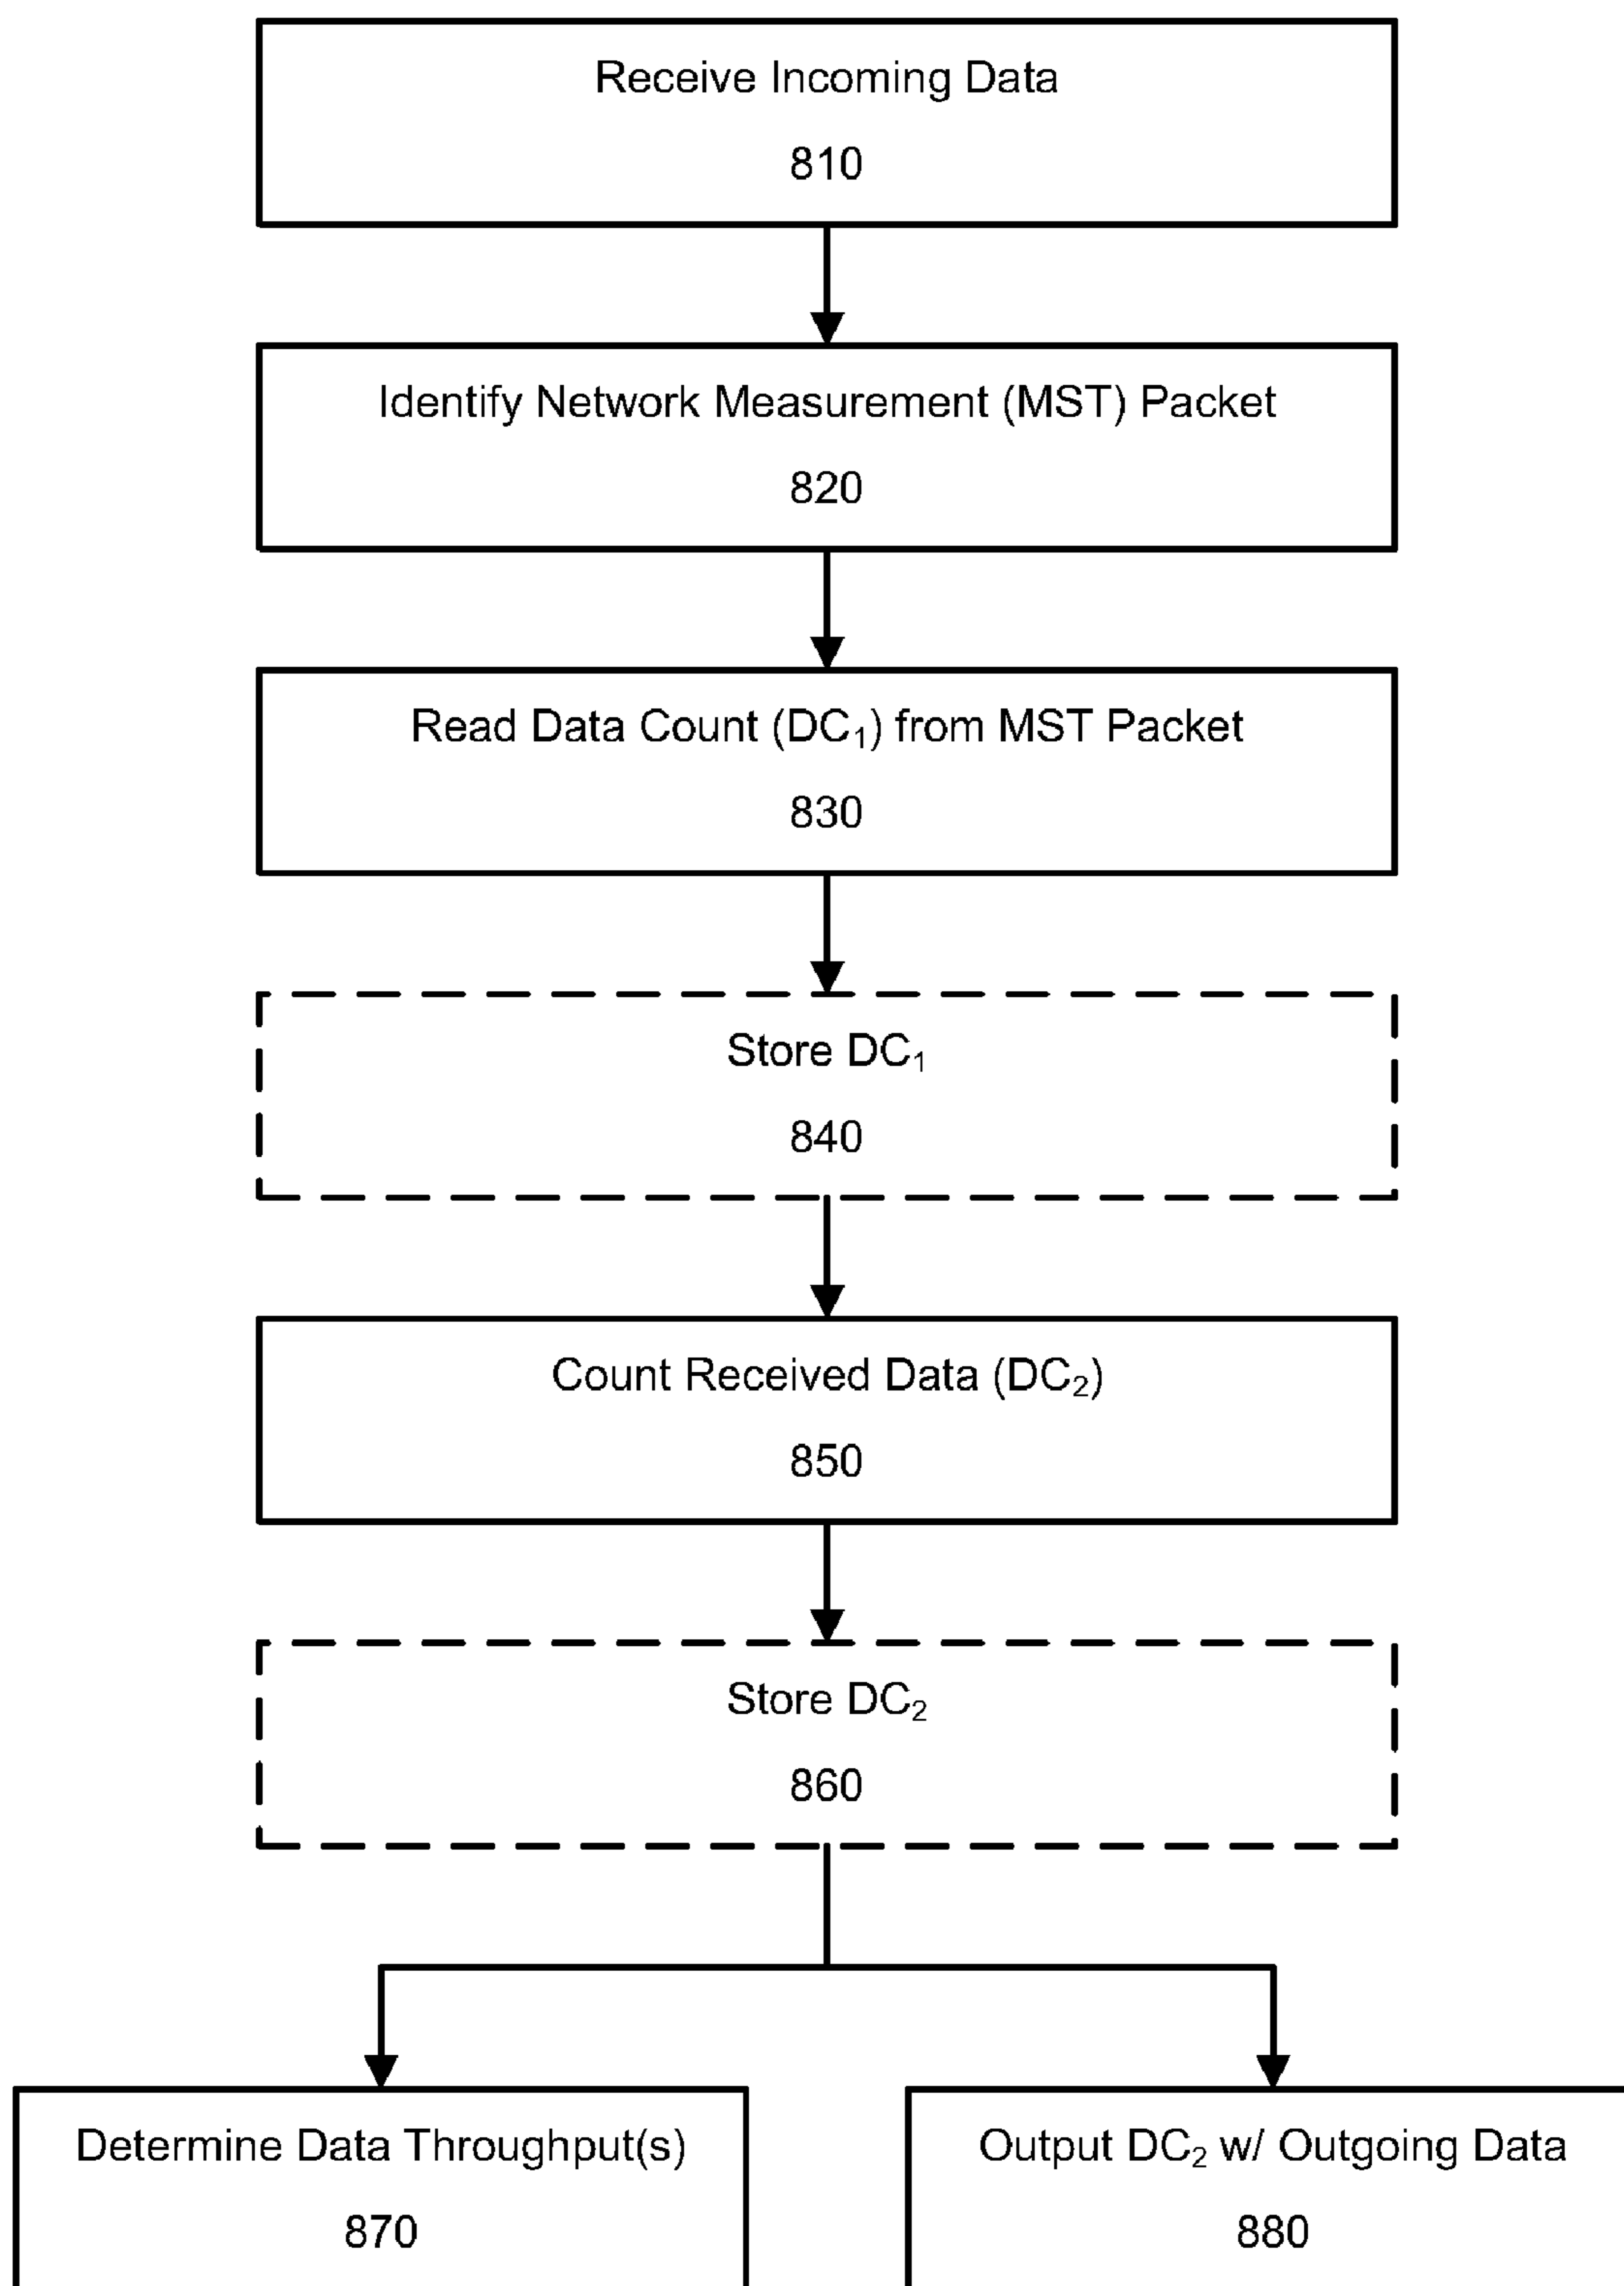 Receive Incoming Data
810
Identify Network Measurement (MST) Packet
820
Read Data Count (DC₁) from MST Packet
830
Store DC₁
840
Count Received Data (DC₂)
850
Store DC₂
860
Determine Data Throughput(s)
870
Output DC₂ w/ Outgoing Data
880